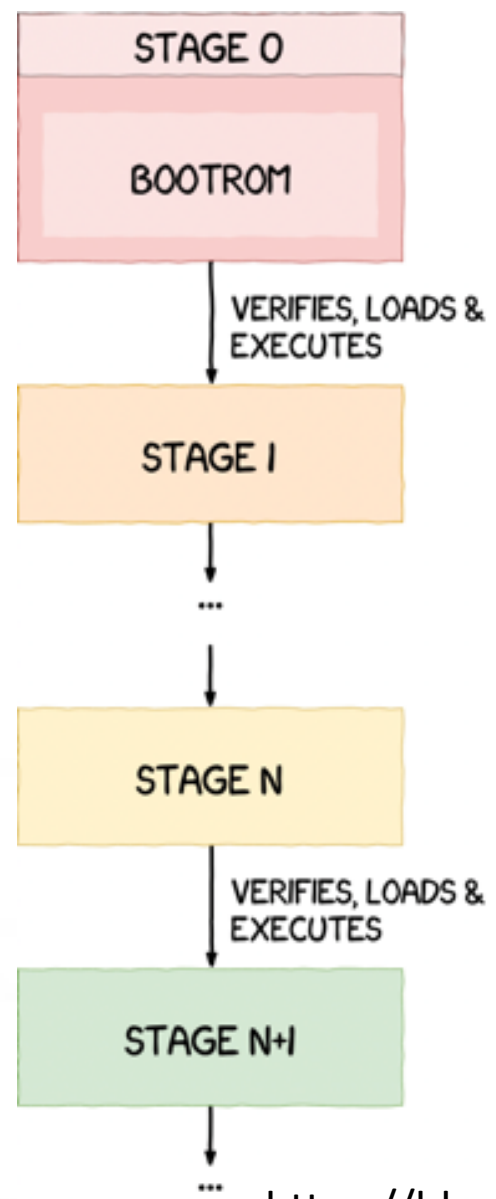 STAGE 0
BOOTROM
VERIFIES, LOADS &
EXECUTES
STAGE 1
...
STAGE N
VERIFIES, LOADS &
EXECUTES
STAGE N+1
...